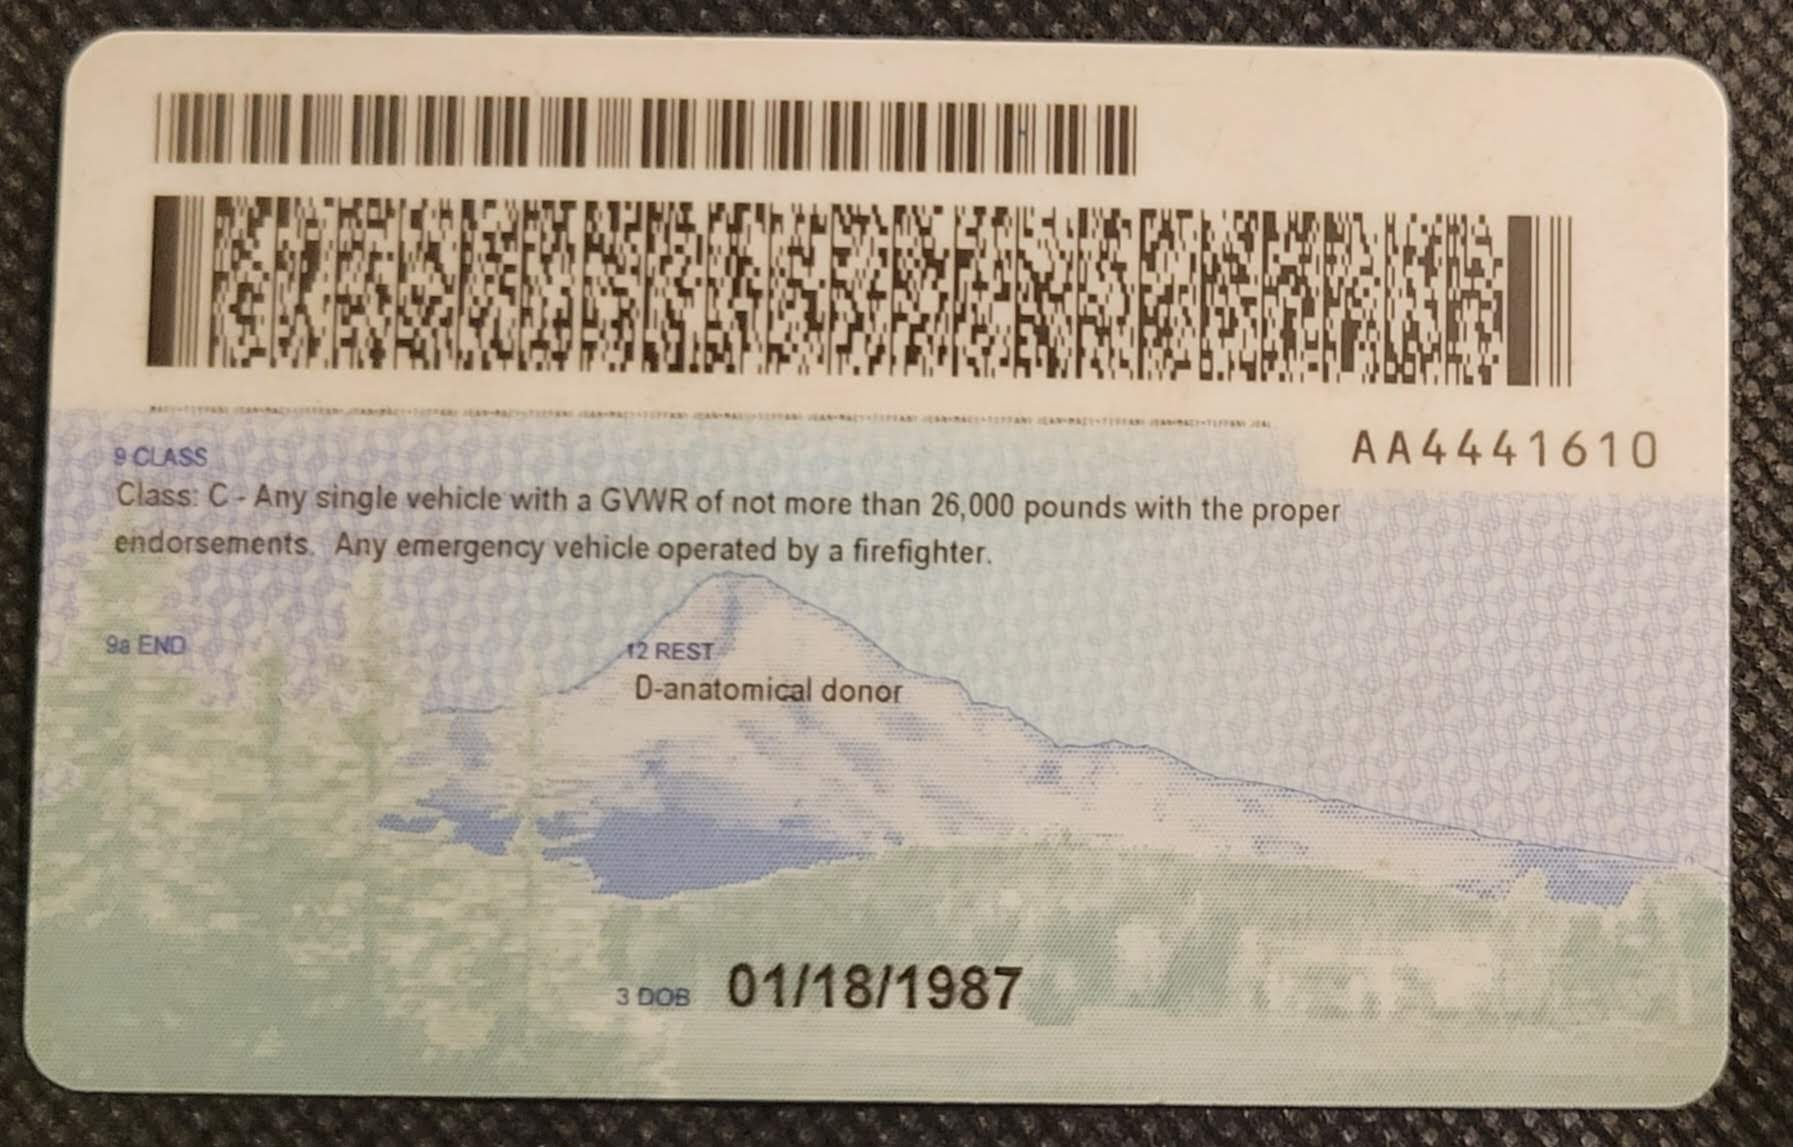 AA4441610
9 CLASS
Class: C - Any single vehicle with a GVWR of not more than 26,000 pounds with the proper
endorsements. Any emergency vehicle operated by a firefighter.
9a END
12 REST
D-anatomical donor
3 DOB 01/18/1987